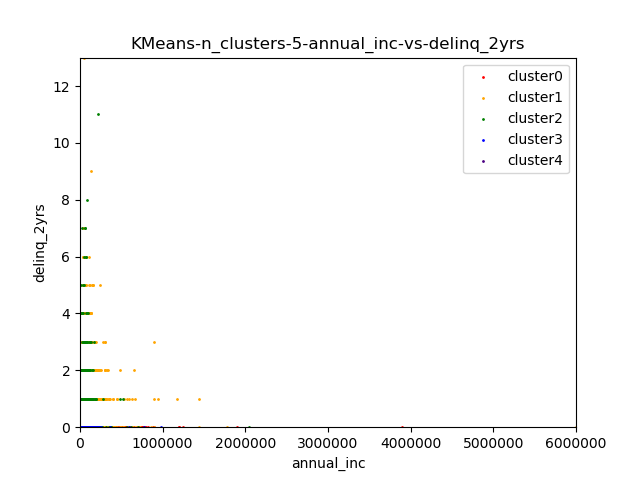 KMeans-n_clusters-5-annual_inc-vs-delinq_2yrs
cluster0
cluster1
cluster2
cluster3
cluster4
delinq_2yrs
12
10
8
6
4
2
0
0 1000000 2000000 3000000 4000000 5000000 6000000
annual_inc